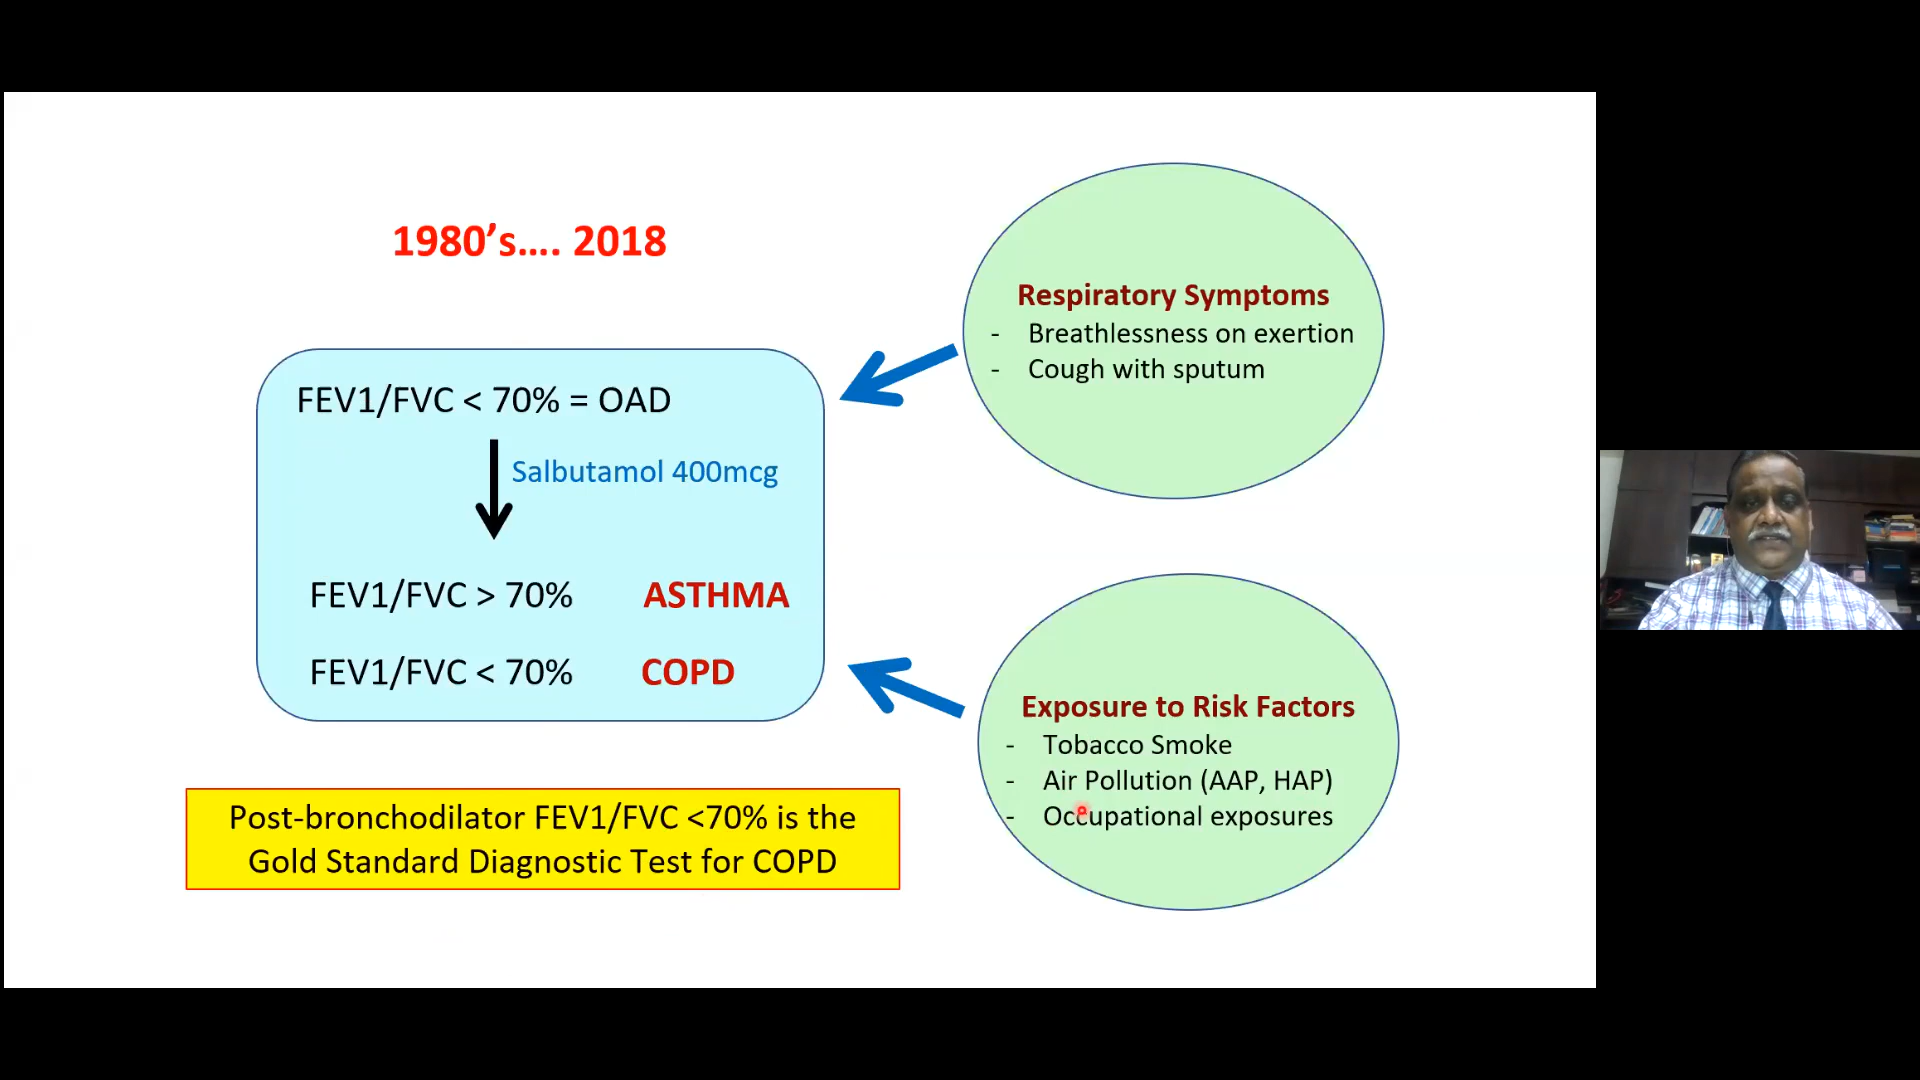 1980’s.... 2018
FEV1/FVC < 70% = OAD
Salbutamol 400mcg
FEV1/FVC > 70% ASTHMA
FEV1/FVC < 70% COPD
Post-bronchodilator FEV1/FVC <70% is the
Gold Standard Diagnostic Test for COPD
Respiratory Symptoms
- Breathlessness on exertion
- Cough with sputum
Exposure to Risk Factors
- Tobacco Smoke
- Air Pollution (AAP, HAP)
- Occupational exposures